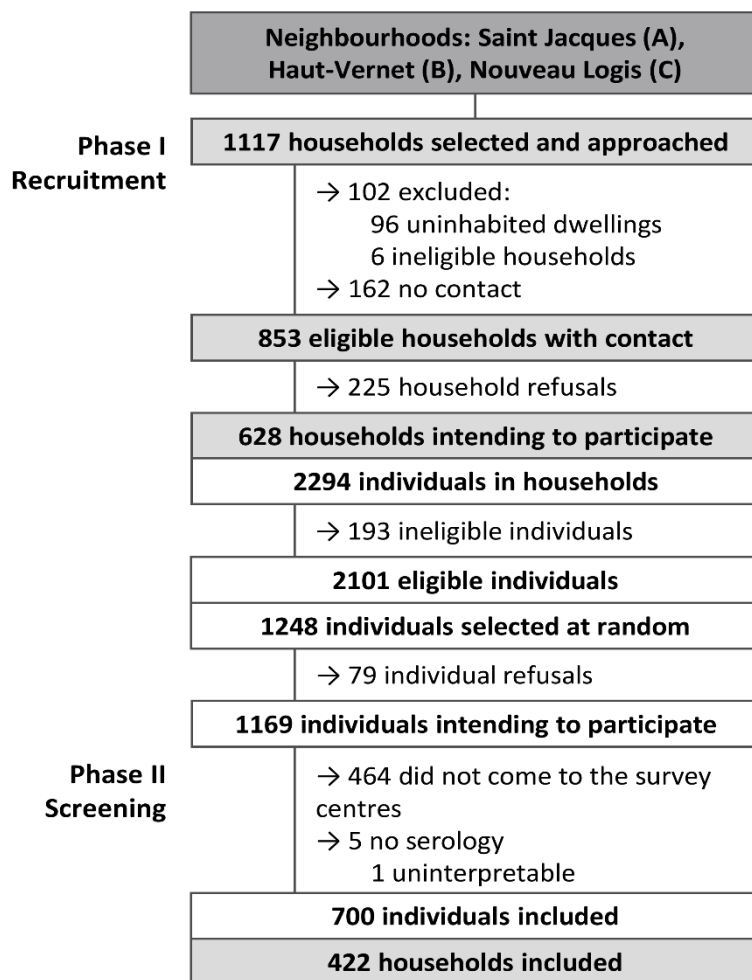 Neighbourhoods: Saint Jacques (A),
Haut-Vernet (B), Nouveau Logis (C)
Phase I
Recruitment
1117 households selected and approached
→ 102 excluded:
96 uninhabited dwellings
6 ineligible households
→ 162 no contact
853 eligible households with contact
→ 225 household refusals
628 households intending to participate
2294 individuals in households
→ 193 ineligible individuals
2101 eligible individuals
1248 individuals selected at random
→ 79 individual refusals
1169 individuals intending to participate
Phase II
Screening
→ 464 did not come to the survey
centres
→ 5 no serology
1 uninterpretable
700 individuals included
422 households included